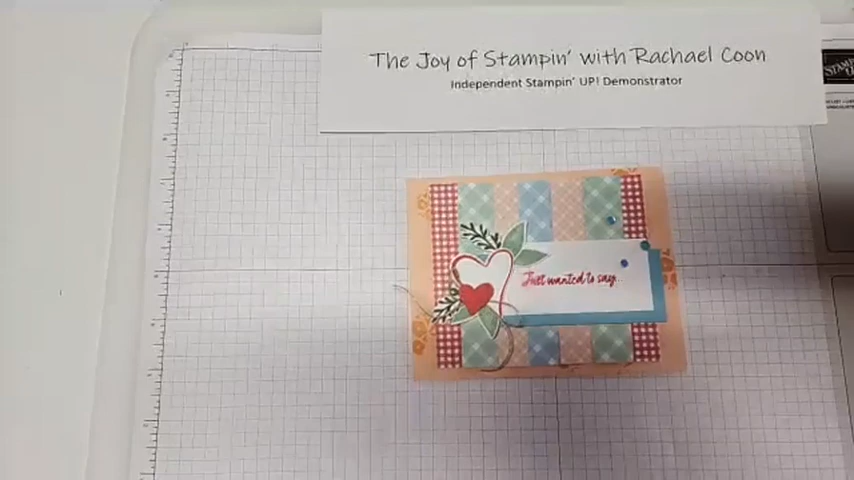 The Joy of Stampin' with Rachael Coon
Independent Stampin' UP! Demonstrator
Just wanted to say...